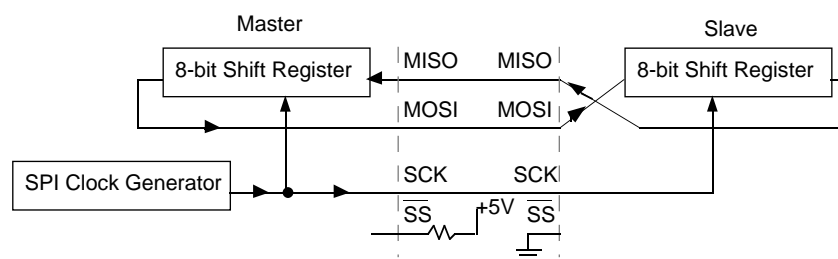 Master
Slave
8-bit Shift Register
MISO
MISO
8-bit Shift Register
MOSI
MOSI
SPI Clock Generator
SCK
SCK
SS
+5V
SS